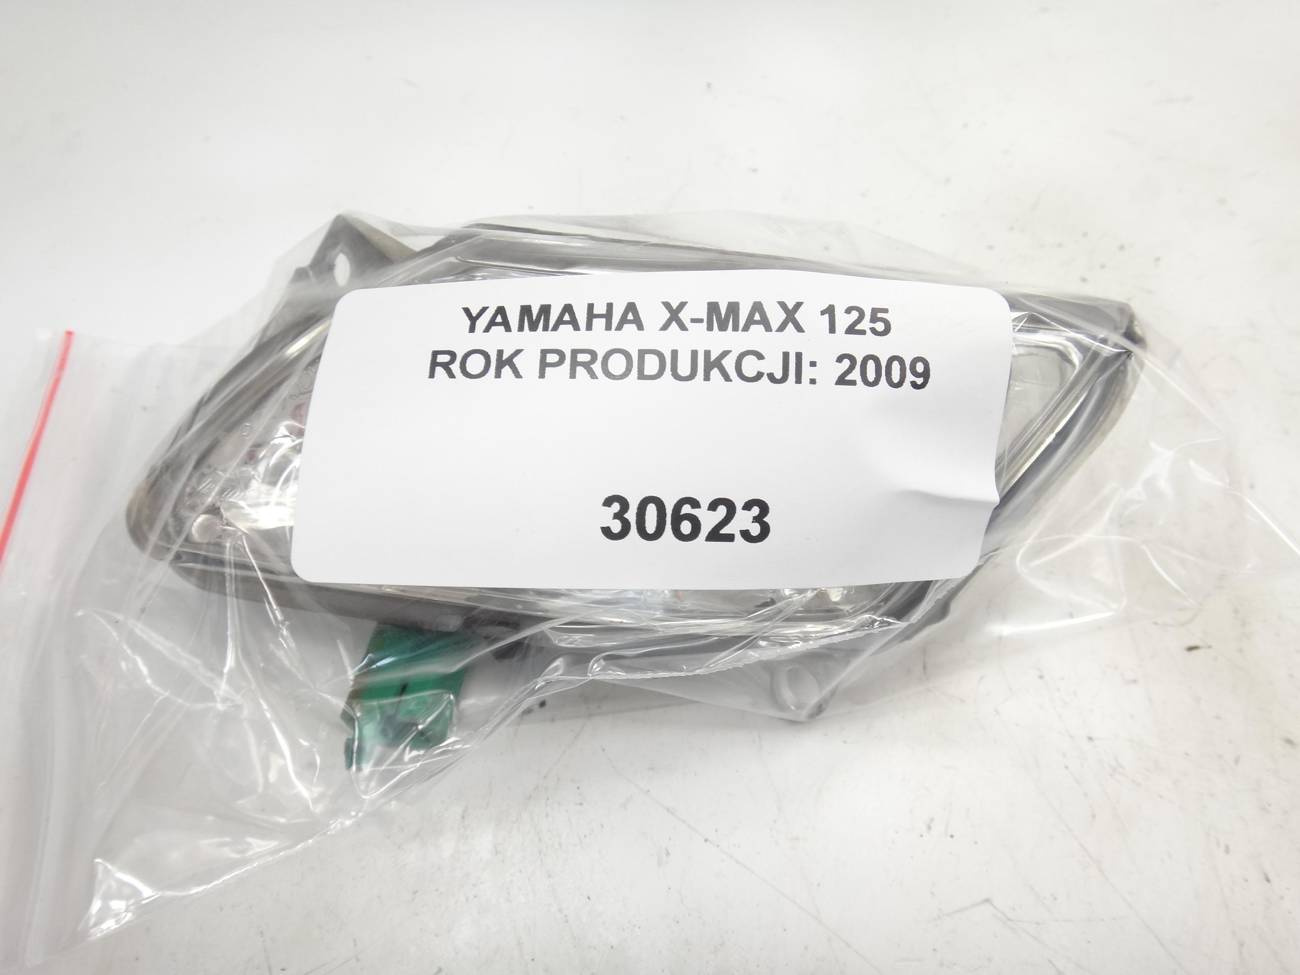 YAMAHA X-MAX 125
ROK PRODUKCJI: 2009
30623